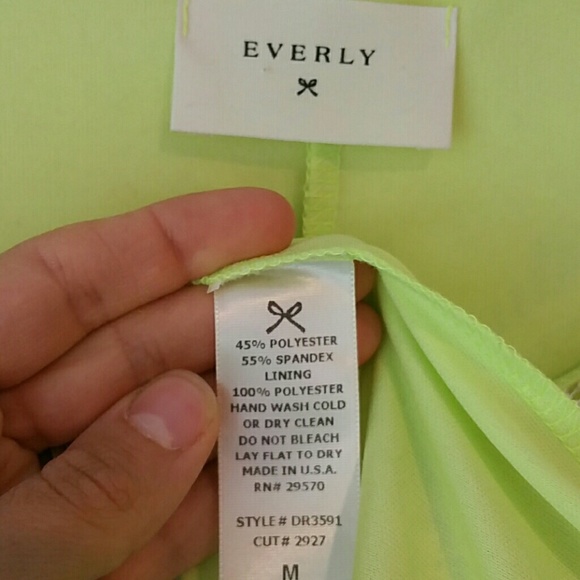 EVERLY
45% POLYESTER
55% SPANDEX
LINING
100% POLYESTER
HAND WASH COLD
OR DRY CLEAN
DO NOT BLEACH
LAY FLAT TO DRY
MADE IN U.S.A.
RN# 29570
STYLE# DR3591
CUT# 2927
M